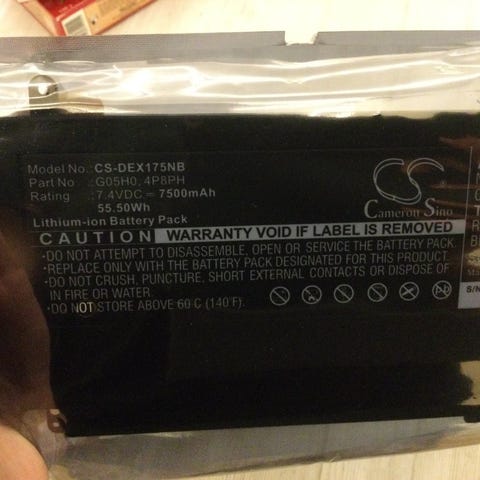 Model No.: CS-DEX175NB
Part No : G05H0, 4P8PH
Rating : 7.4VDC ⎓ 7500mAh
55.50Wh
Lithium-ion Battery Pack
CS
Cameron Sino
CAUTION WARRANTY VOID IF LABEL IS REMOVED
·DO NOT ATTEMPT TO DISASSEMBLE, OPEN OR SERVICE THE BATTERY PACK.
·REPLACE ONLY WITH THE BATTERY PACK DESIGNATED FOR THIS PRODUCT.
·DO NOT CRUSH, PUNCTURE, SHORT EXTERNAL CONTACTS OR DISPOSE OF
IN FIRE OR WATER.
·DO NOT STORE ABOVE 60°C (140°F).
S/N